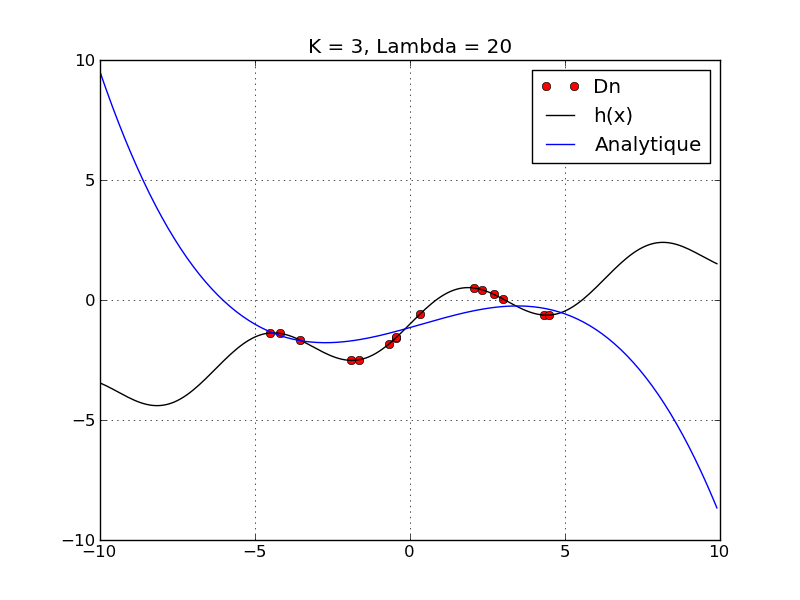 K = 3, Lambda = 20
10
5
0
−5
−10
−10
−5
0
5
10
Dn
h(x)
Analytique